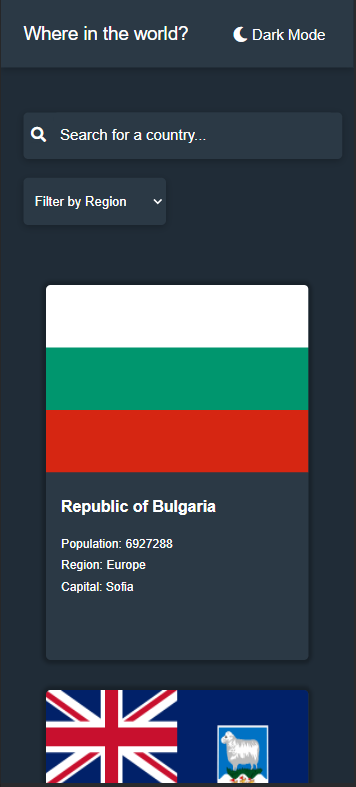 Where in the world?
Dark Mode
Search for a country...
Filter by Region
Republic of Bulgaria
Population: 6927288
Region: Europe
Capital: Sofia